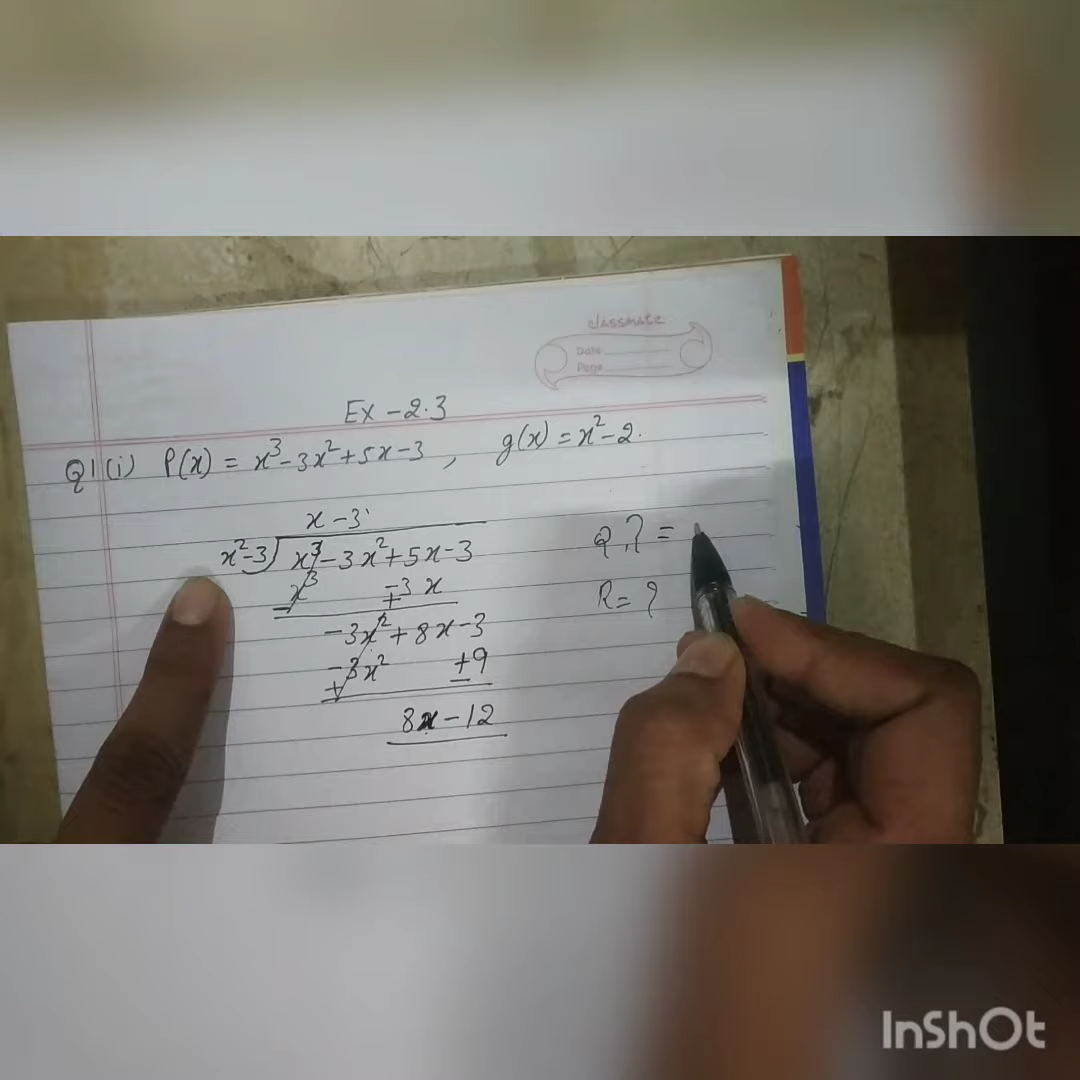 classmate
Date
Page
Ex - 2.3
Q1 (i) P(x) = x³-3x²+5x-3 , g(x) = x²-2.
x - 3
x²-3) x³-3x²+5x-3
x³ -3x
- +
-3x²+8x-3
-3x² +9
+ -
8x-12
Q,? =
R = ?
InShOt